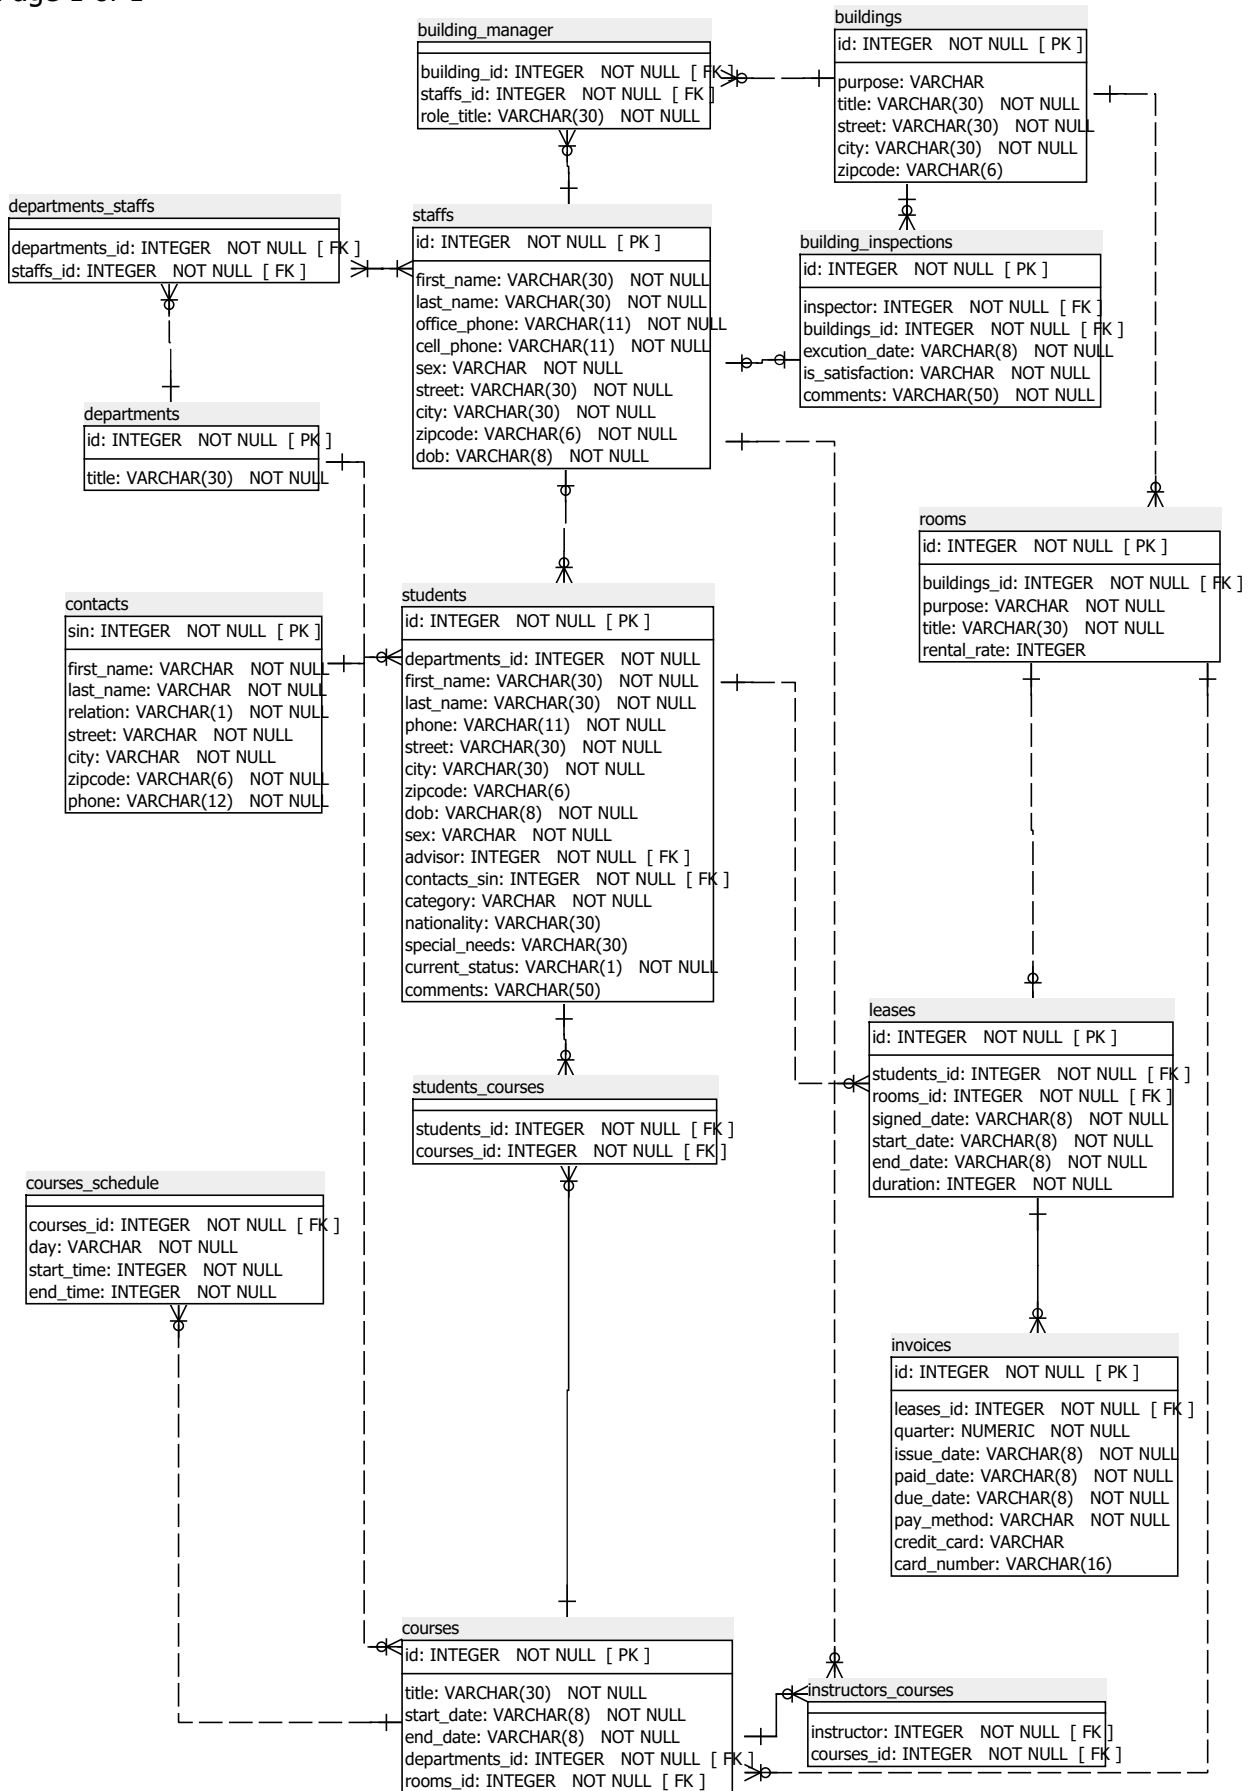 building_manager
building_id: INTEGER NOT NULL [ FK ]
staffs_id: INTEGER NOT NULL [ FK ]
role_title: VARCHAR(30) NOT NULL
buildings
id: INTEGER NOT NULL [ PK ]
purpose: VARCHAR
title: VARCHAR(30) NOT NULL
street: VARCHAR(30) NOT NULL
city: VARCHAR(30) NOT NULL
zipcode: VARCHAR(6)
departments_staffs
departments_id: INTEGER NOT NULL [ FK ]
staffs_id: INTEGER NOT NULL [ FK ]
staffs
id: INTEGER NOT NULL [ PK ]
first_name: VARCHAR(30) NOT NULL
last_name: VARCHAR(30) NOT NULL
office_phone: VARCHAR(11) NOT NULL
cell_phone: VARCHAR(11) NOT NULL
sex: VARCHAR NOT NULL
street: VARCHAR(30) NOT NULL
city: VARCHAR(30) NOT NULL
zipcode: VARCHAR(6) NOT NULL
dob: VARCHAR(8) NOT NULL
building_inspections
id: INTEGER NOT NULL [ PK ]
inspector: INTEGER NOT NULL [ FK ]
buildings_id: INTEGER NOT NULL [ FK ]
excution_date: VARCHAR(8) NOT NULL
is_satisfaction: VARCHAR NOT NULL
comments: VARCHAR(50) NOT NULL
departments
id: INTEGER NOT NULL [ PK ]
title: VARCHAR(30) NOT NULL
rooms
id: INTEGER NOT NULL [ PK ]
buildings_id: INTEGER NOT NULL [ FK ]
purpose: VARCHAR NOT NULL
title: VARCHAR(30) NOT NULL
rental_rate: INTEGER
contacts
sin: INTEGER NOT NULL [ PK ]
first_name: VARCHAR NOT NULL
last_name: VARCHAR NOT NULL
relation: VARCHAR(1) NOT NULL
street: VARCHAR NOT NULL
city: VARCHAR NOT NULL
zipcode: VARCHAR(6) NOT NULL
phone: VARCHAR(12) NOT NULL
students
id: INTEGER NOT NULL [ PK ]
departments_id: INTEGER NOT NULL
first_name: VARCHAR(30) NOT NULL
last_name: VARCHAR(30) NOT NULL
phone: VARCHAR(11) NOT NULL
street: VARCHAR(30) NOT NULL
city: VARCHAR(30) NOT NULL
zipcode: VARCHAR(6)
dob: VARCHAR(8) NOT NULL
sex: VARCHAR NOT NULL
advisor: INTEGER NOT NULL [ FK ]
contacts_sin: INTEGER NOT NULL [ FK ]
category: VARCHAR NOT NULL
nationality: VARCHAR(30)
special_needs: VARCHAR(30)
current_status: VARCHAR(1) NOT NULL
comments: VARCHAR(50)
leases
id: INTEGER NOT NULL [ PK ]
students_id: INTEGER NOT NULL [ FK ]
rooms_id: INTEGER NOT NULL [ FK ]
signed_date: VARCHAR(8) NOT NULL
start_date: VARCHAR(8) NOT NULL
end_date: VARCHAR(8) NOT NULL
duration: INTEGER NOT NULL
students_courses
students_id: INTEGER NOT NULL [ FK ]
courses_id: INTEGER NOT NULL [ FK ]
courses_schedule
courses_id: INTEGER NOT NULL [ FK ]
day: VARCHAR NOT NULL
start_time: INTEGER NOT NULL
end_time: INTEGER NOT NULL
invoices
id: INTEGER NOT NULL [ PK ]
leases_id: INTEGER NOT NULL [ FK ]
quarter: NUMERIC NOT NULL
issue_date: VARCHAR(8) NOT NULL
paid_date: VARCHAR(8) NOT NULL
due_date: VARCHAR(8) NOT NULL
pay_method: VARCHAR NOT NULL
credit_card: VARCHAR
card_number: VARCHAR(16)
courses
id: INTEGER NOT NULL [ PK ]
title: VARCHAR(30) NOT NULL
start_date: VARCHAR(8) NOT NULL
end_date: VARCHAR(8) NOT NULL
departments_id: INTEGER NOT NULL [ FK ]
rooms_id: INTEGER NOT NULL [ FK ]
instructors_courses
instructor: INTEGER NOT NULL [ FK ]
courses_id: INTEGER NOT NULL [ FK ]